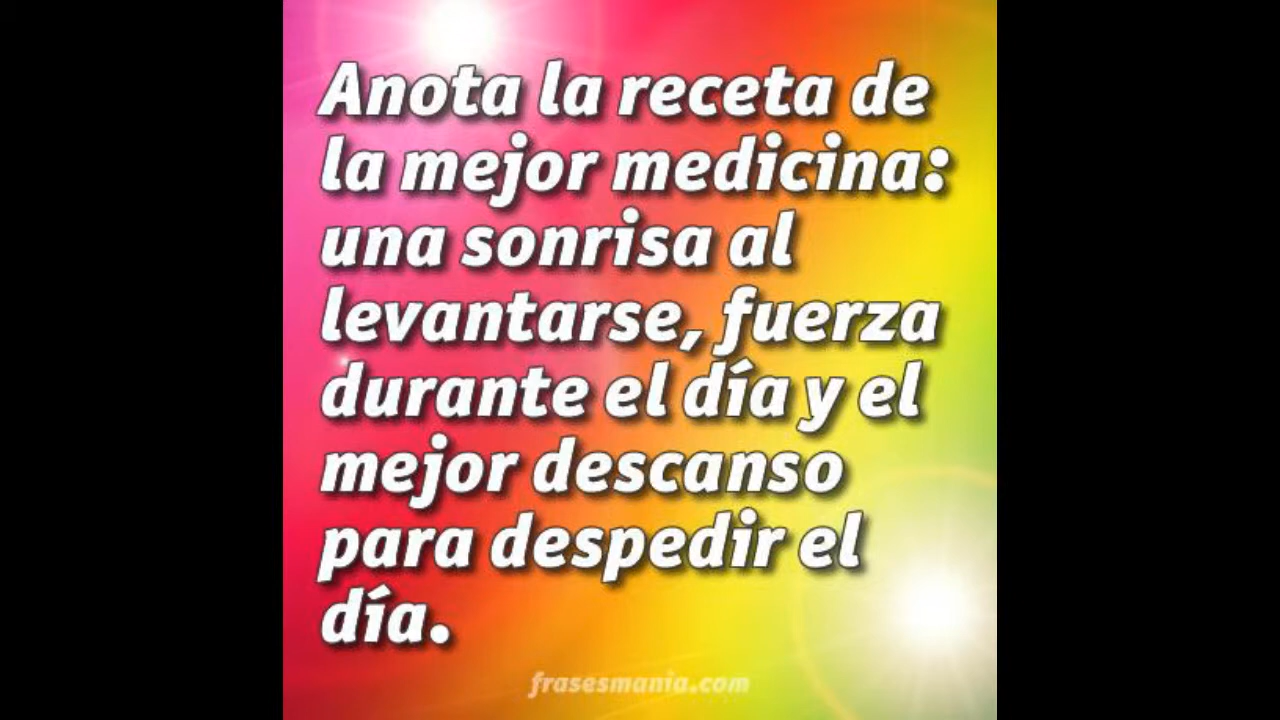 Anota la receta de
la mejor medicina:
una sonrisa al
levantarse, fuerza
durante el día y el
mejor descanso
para despedir el
día.
frasesmania.com